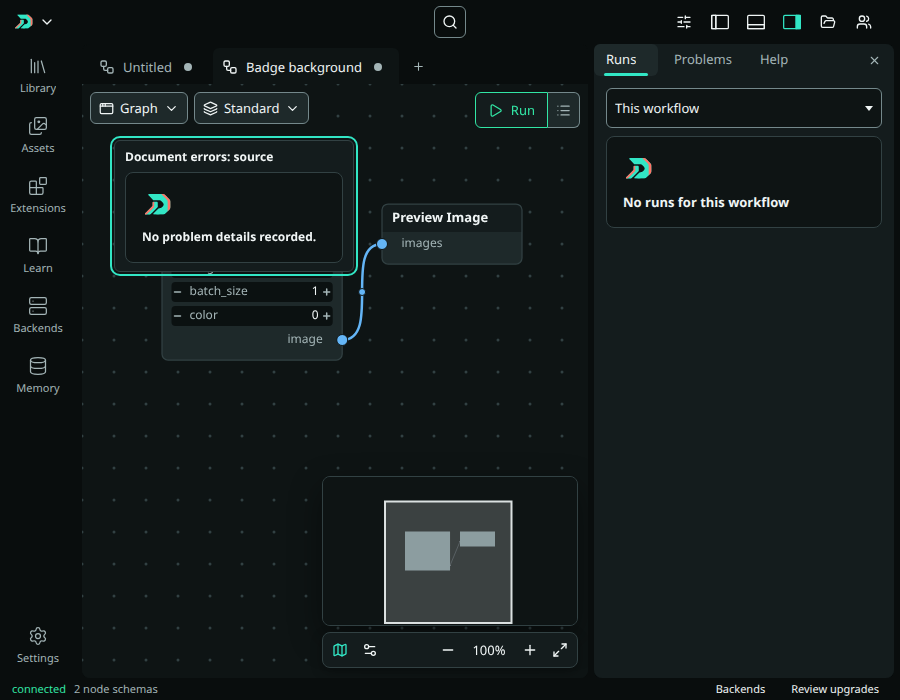 Library
Assets
Extensions
Learn
Backends
Memory
Settings
Untitled
Badge background
Graph
Standard
Run
Document errors: source
No problem details recorded.
Preview Image
images
batch_size
1
color
0
image
100%
Runs
Problems
Help
This workflow
No runs for this workflow
connected
2 node schemas
Backends
Review upgrades